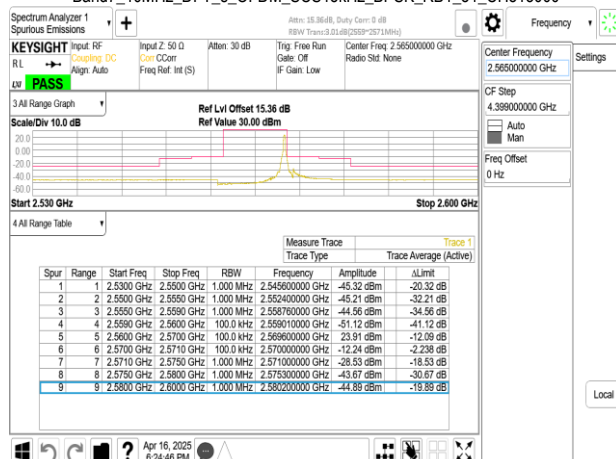 Spectrum Analyzer 1
Spurious Emissions
Attn: 15.36dB, Duty Corr: 0 dB
RBW Tranc:3.01dB(2559~2571MHz)
Frequency
KEYSIGHT
RL
PASS
Input: RF
Coupling: DC
Align: Auto
Input Z: 50 Ω
Corr CCorr
Freq Ref: Int (S)
Atten: 30 dB
Trig: Free Run
Gate: Off
IF Gain: Low
Center Freq: 2.565000000 GHz
Radio Std: None
Center Frequency
2.565000000 GHz
Settings
CF Step
4.399000000 GHz
Auto
Man
Freq Offset
0 Hz
3 All Range Graph
Scale/Div 10.0 dB
Ref Lvl Offset 15.36 dB
Ref Value 30.00 dBm
20.0
0.00
-20.0
-40.0
-60.0
Start 2.530 GHz
Stop 2.600 GHz
4 All Range Table
Measure Trace Trace 1
Trace Type Trace Average (Active)
Spur Range Start Freq Stop Freq RBW Frequency Amplitude ΔLimit
1 1 2.5300 GHz 2.5500 GHz 1.000 MHz 2.545600000 GHz -45.32 dBm -20.32 dB
2 2 2.5500 GHz 2.5550 GHz 1.000 MHz 2.552400000 GHz -45.21 dBm -32.21 dB
3 3 2.5550 GHz 2.5590 GHz 1.000 MHz 2.558760000 GHz -44.56 dBm -34.56 dB
4 4 2.5590 GHz 2.5600 GHz 100.0 kHz 2.559010000 GHz -51.12 dBm -41.12 dB
5 5 2.5600 GHz 2.5700 GHz 100.0 kHz 2.569600000 GHz 23.91 dBm -12.09 dB
6 6 2.5700 GHz 2.5710 GHz 100.0 kHz 2.570000000 GHz -12.24 dBm -2.238 dB
7 7 2.5710 GHz 2.5750 GHz 1.000 MHz 2.571000000 GHz -28.53 dBm -18.53 dB
8 8 2.5750 GHz 2.5800 GHz 1.000 MHz 2.575300000 GHz -43.67 dBm -30.67 dB
9 9 2.5800 GHz 2.6000 GHz 1.000 MHz 2.580200000 GHz -44.89 dBm -19.89 dB
Local
Apr 16, 2025
6:24:46 PM